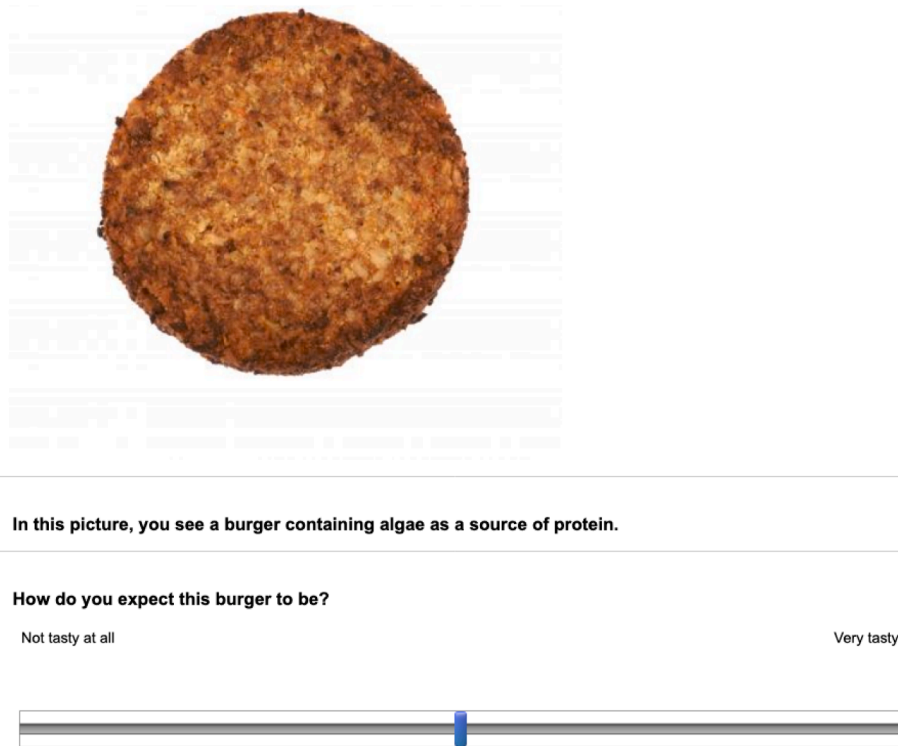 In this picture, you see a burger containing algae as a source of protein.
How do you expect this burger to be?
Not tasty at all
Very tasty